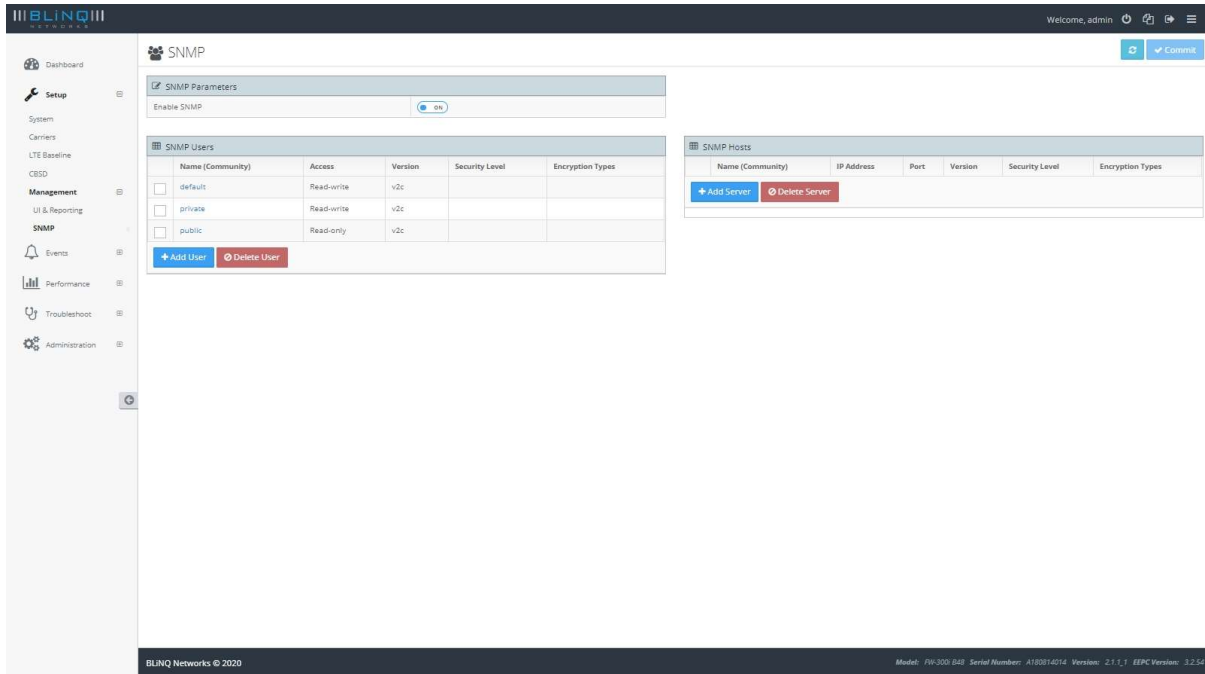 |||BLiNQ|||
NETWORKS
Welcome, admin
Dashboard
Setup
System
Carriers
LTE Baseline
CBSD
Management
UI & Reporting
SNMP
Events
Performance
Troubleshoot
Administration
SNMP
Commit
SNMP Parameters
Enable SNMP ON
SNMP Users
Name (Community) Access Version Security Level Encryption Types
default Read-write v2c
private Read-write v2c
public Read-only v2c
+ Add User Delete User
SNMP Hosts
Name (Community) IP Address Port Version Security Level Encryption Types
+ Add Server Delete Server
BLiNQ Networks © 2020
Model: FW-300i B48 Serial Number: A180814014 Version: 2.1.1_1 EEPC Version: 3.2.54